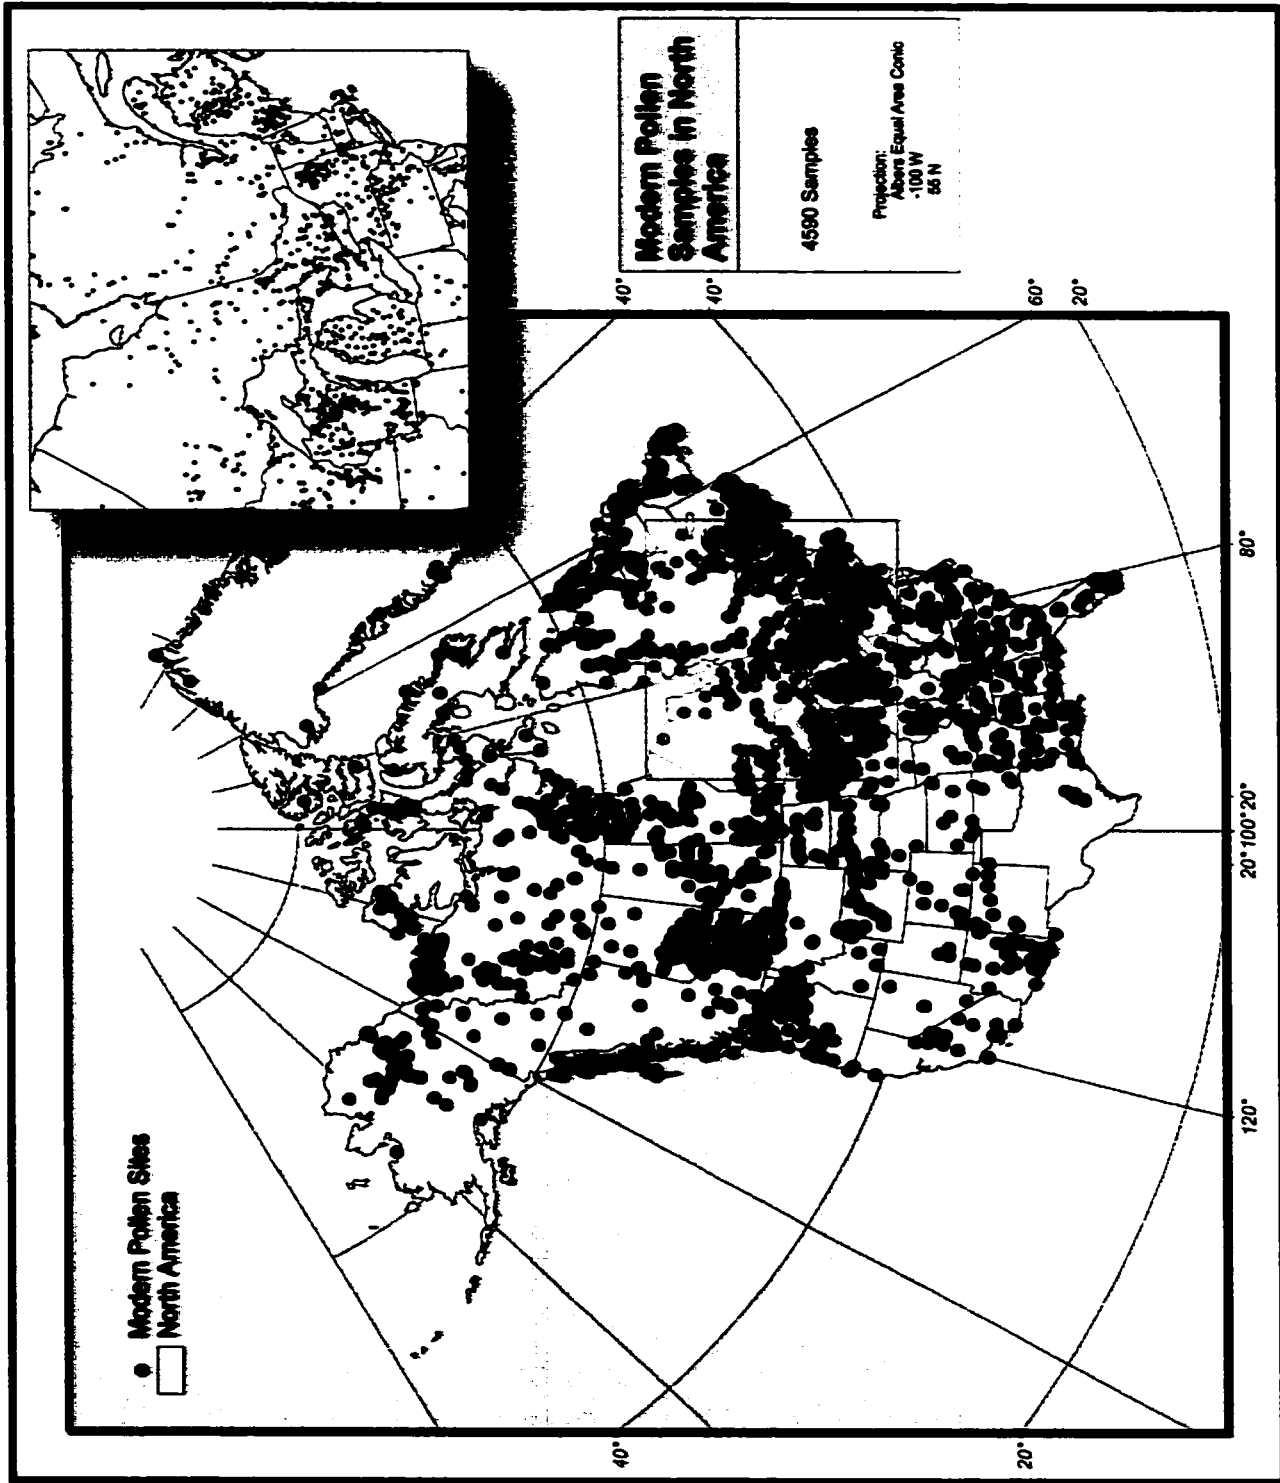 Modern Pollen Sites
North America
Modern Pollen
Samples in North
America
4590 Samples
Projection:
Albers Equal Area Conic
-100 W
55 N
40°
40°
60°
20°
80°
20°
100°
20°
120°
40°
20°